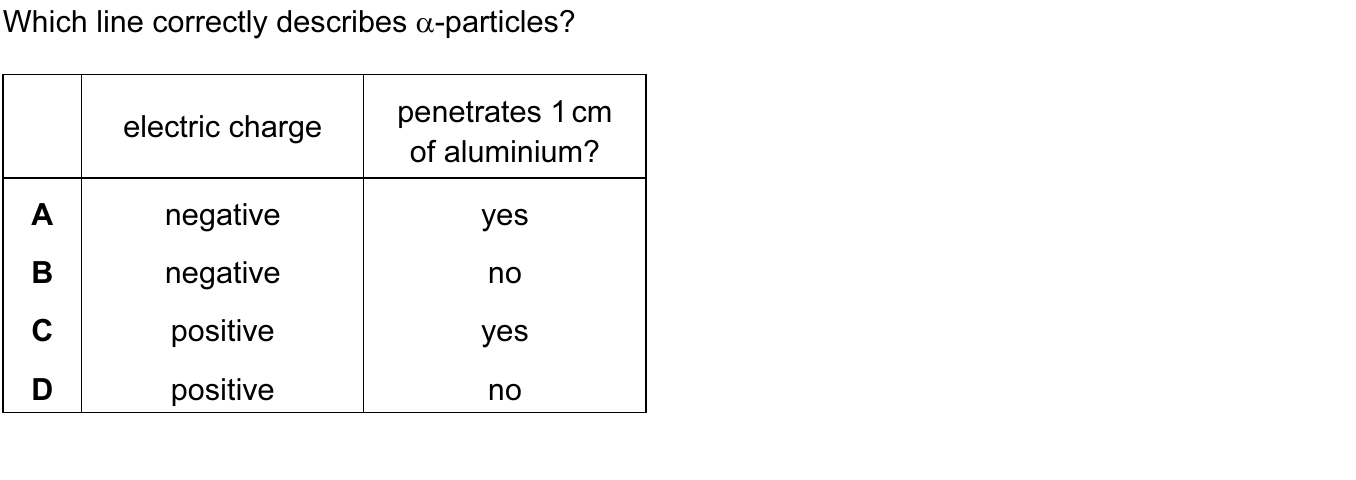 Which line correctly describes α-particles?
electric charge
penetrates 1 cm
of aluminium?
A negative yes
B negative no
C positive yes
D positive no